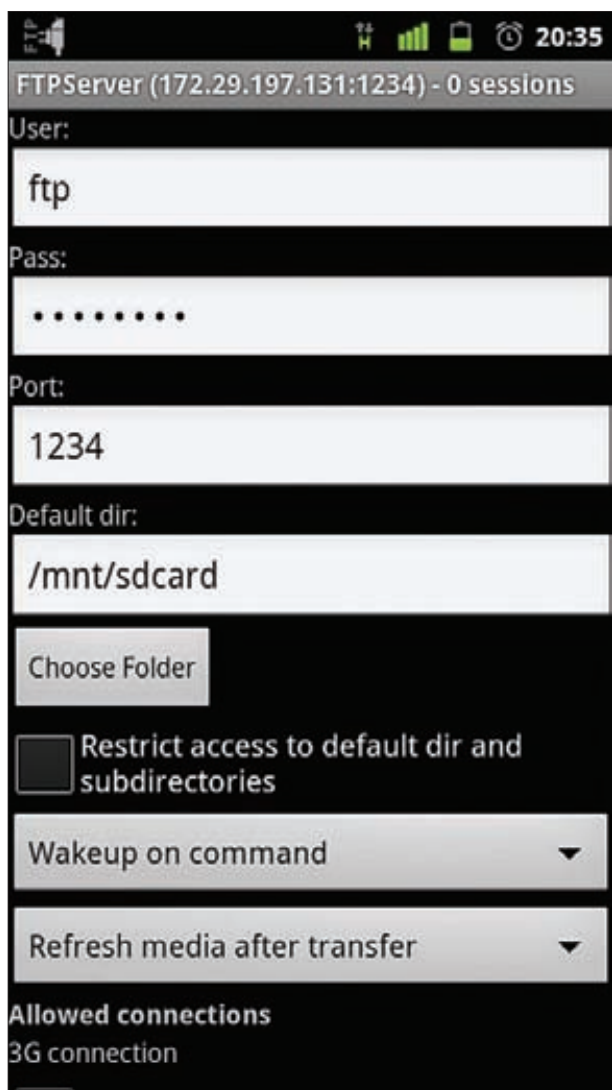 FTP
H
20:35
FTPServer (172.29.197.131:1234) - 0 sessions
User:
ftp
Pass:
••••••••
Port:
1234
Default dir:
/mnt/sdcard
Choose Folder
Restrict access to default dir and
subdirectories
Wakeup on command
Refresh media after transfer
Allowed connections
3G connection